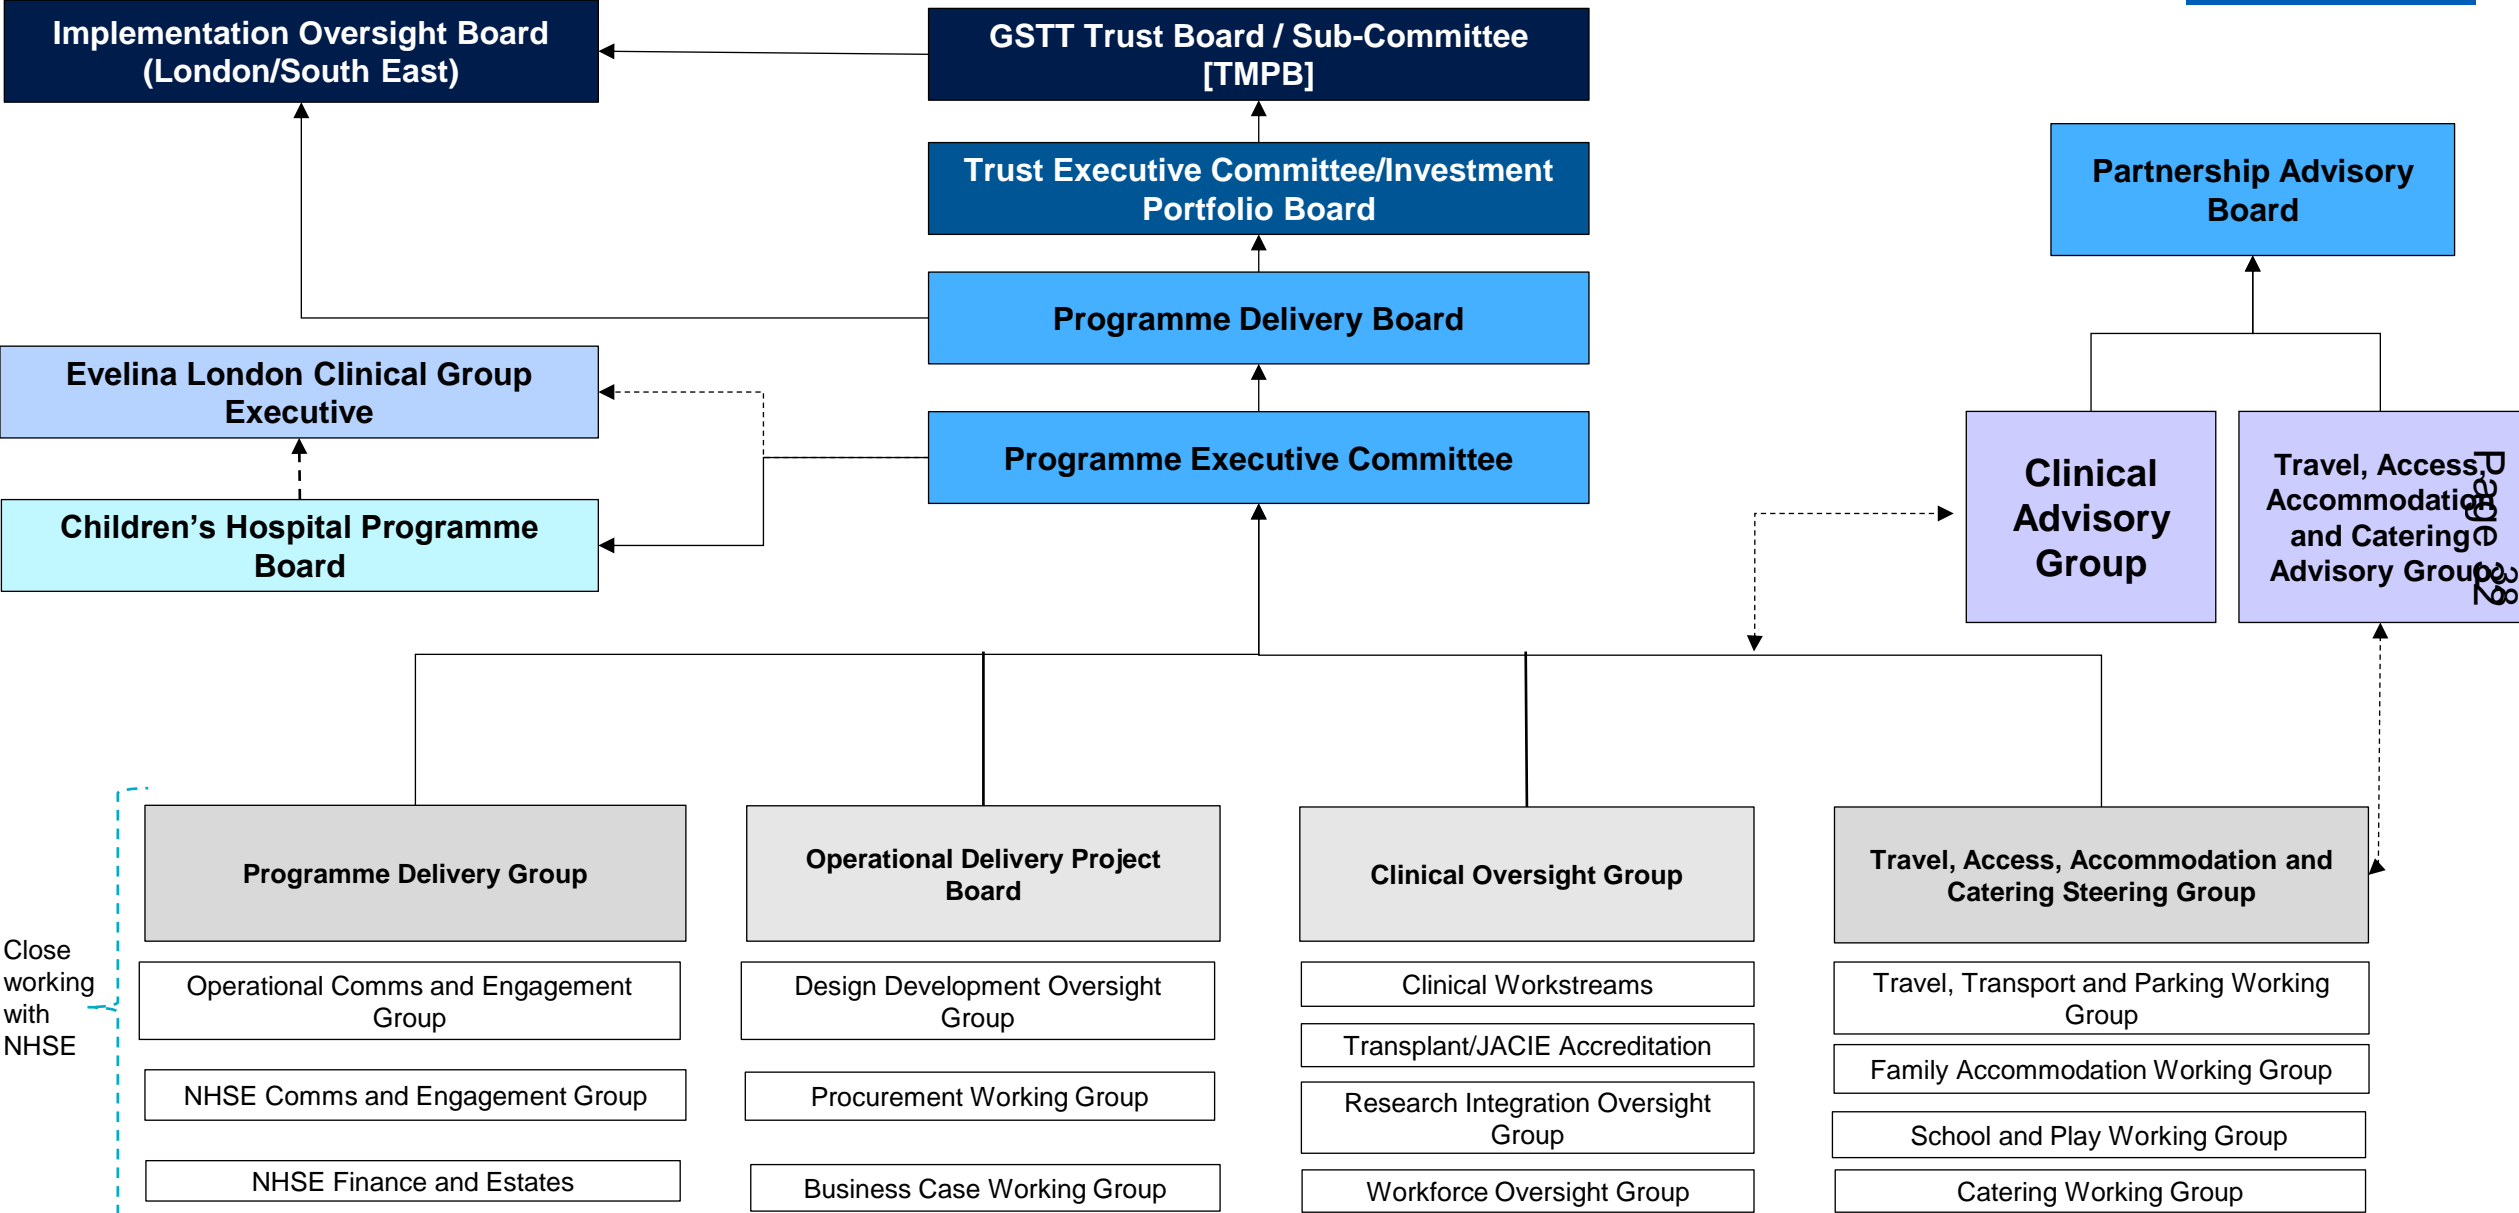 Implementation Oversight Board
(London/South East)
GSTT Trust Board / Sub-Committee
[TMPB]
Trust Executive Committee/Investment
Portfolio Board
Partnership Advisory
Board
Programme Delivery Board
Evelina London Clinical Group
Executive
Programme Executive Committee
Children’s Hospital Programme
Board
Clinical
Advisory
Group
Travel, Access,
Accommodation
and Catering
Advisory Group
Page
Programme Delivery Group
Operational Delivery Project
Board
Clinical Oversight Group
Travel, Access, Accommodation and
Catering Steering Group
Close
working
with
NHSE
Operational Comms and Engagement
Group
NHSE Comms and Engagement Group
NHSE Finance and Estates
Design Development Oversight
Group
Procurement Working Group
Business Case Working Group
Clinical Workstreams
Transplant/JACIE Accreditation
Research Integration Oversight
Group
Workforce Oversight Group
Travel, Transport and Parking Working
Group
Family Accommodation Working Group
School and Play Working Group
Catering Working Group